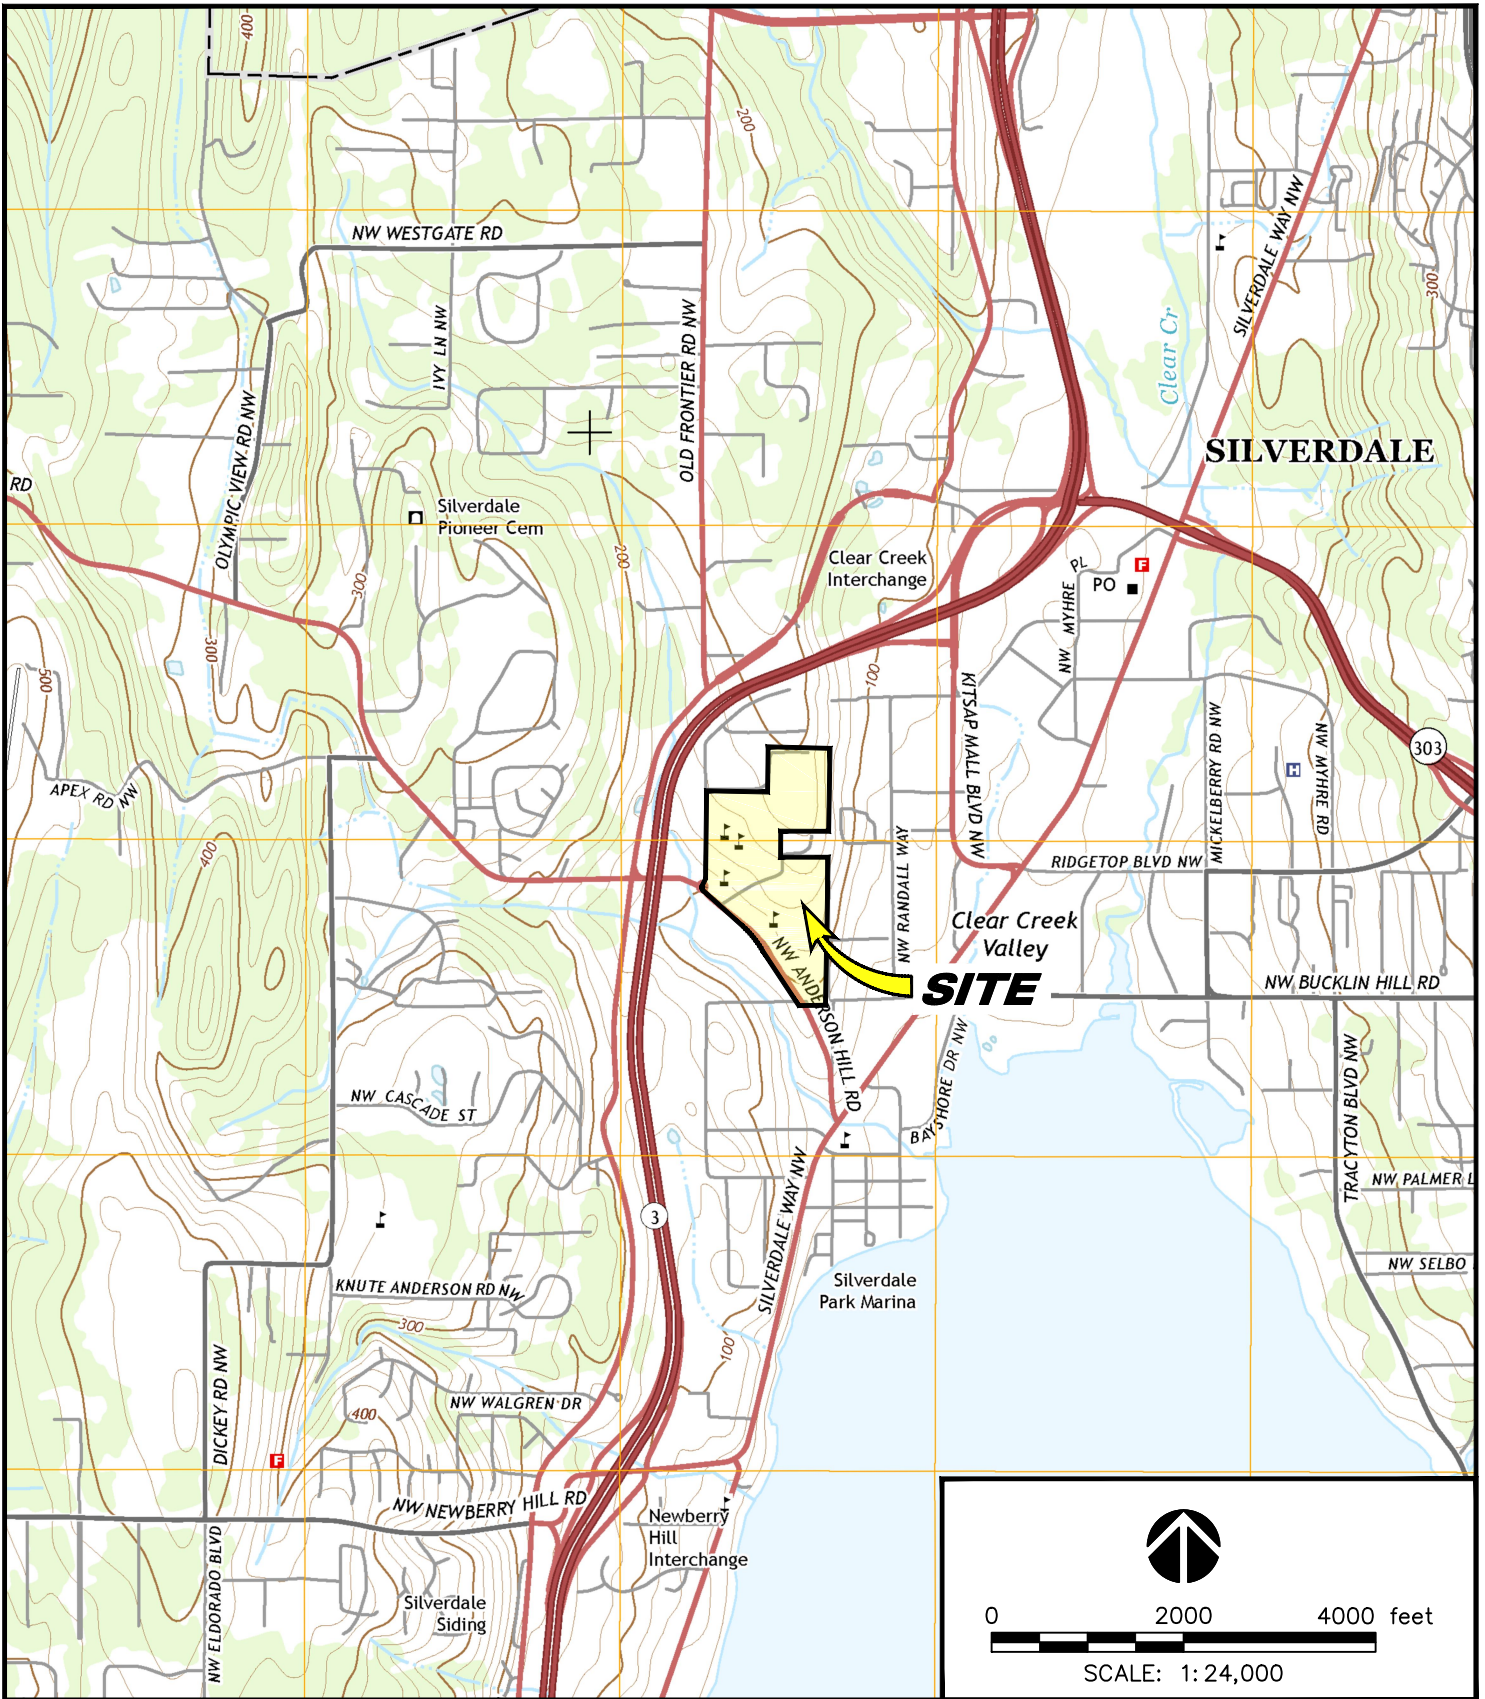 400
200
NW WESTGATE RD
SILVERDALE WAY NW
300
IVY LN NW
OLD FRONTIER RD NW
Clear Cr
OLYMPIC VIEW RD NW
SILVERDALE
RD
Silverdale
Pioneer Cem
200
Clear Creek
Interchange
300
F
NW MYHRE PL
PO
300
500
100
KITSAP MALL BLVD NW
MICKELBERRY RD NW
NW MYHRE RD
303
H
APEX RD NW
400
NW RANDALL WAY
RIDGETOP BLVD NW
Clear Creek
Valley
NW ANDERSON HILL RD
SITE
NW BUCKLIN HILL RD
BAYSHORE DR NW
TRACYTON BLVD NW
NW CASCADE ST
NW PALMER L
3
SILVERDALE WAY NW
NW SELBO
KNUTE ANDERSON RD NW
Silverdale
Park Marina
300
100
DICKEY RD NW
NW WALGREN DR
400
F
NW NEWBERRY HILL RD
Newberry
Hill
Interchange
NW ELDORADO BLVD
Silverdale
Siding
0 2000 4000 feet
SCALE: 1:24,000